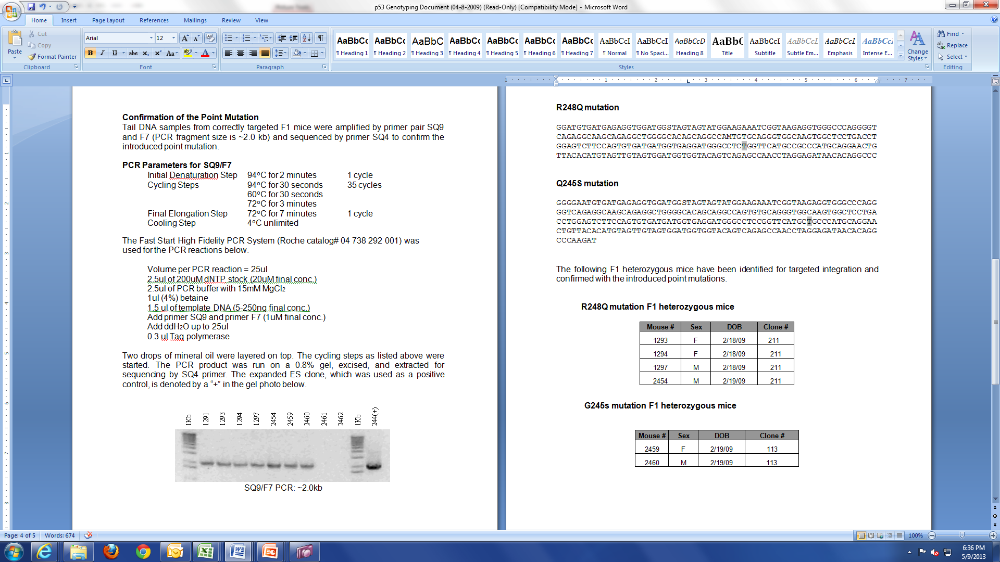 p53 Genotyping Document (04-8-2009) (Read-Only) [Compatibility Mode] - Microsoft Word
Home Insert Page Layout References Mailings Review View
Paste
Cut
Copy
Format Painter
Clipboard
Arial 12
Font
Paragraph
AaBbCc AaBbCc AaBbC AaBbCc AaBbCc AaBbCc AaBbCc AaBbCcI AaBbCcI AaBbCcD AaBb( AaBbCcI AaBbCcI AaBbCcI AaBbCcI
¶ Heading 1 ¶ Heading 2 ¶ Heading 3 ¶ Heading 4 ¶ Heading 5 ¶ Heading 6 ¶ Heading 7 ¶ Normal ¶ No Spaci... Heading 8 Title Subtitle Subtle Em... Emphasis Intense E...
Change Styles
Styles
Find
Replace
Select
Editing
Confirmation of the Point Mutation
Tail DNA samples from correctly targeted F1 mice were amplified by primer pair SQ9
and F7 (PCR fragment size is ~2.0 kb) and sequenced by primer SQ4 to confirm the
introduced point mutation.
PCR Parameters for SQ9/F7
Initial Denaturation Step 94ºC for 2 minutes 1 cycle
Cycling Steps 94ºC for 30 seconds 35 cycles
60ºC for 30 seconds
72ºC for 3 minutes
Final Elongation Step 72ºC for 7 minutes 1 cycle
Cooling Step 4ºC unlimited
The Fast Start High Fidelity PCR System (Roche catalog# 04 738 292 001) was
used for the PCR reactions below.
Volume per PCR reaction = 25ul
2.5ul of 200uM dNTP stock (20uM final conc.)
2.5ul of PCR buffer with 15mM MgCl2
1ul (4%) betaine
1.5 ul of template DNA (5-250ng final conc.)
Add primer SQ9 and primer F7 (1uM final conc.)
Add ddH2O up to 25ul
0.3 ul Taq polymerase
Two drops of mineral oil were layered on top. The cycling steps as listed above were
started. The PCR product was run on a 0.8% gel, excised, and extracted for
sequencing by SQ4 primer. The expanded ES clone, which was used as a positive
control, is denoted by a “+” in the gel photo below.
1Kb 1291 1293 1294 1297 2454 2459 2460 2461 2462 1Kb 244(+)
SQ9/F7 PCR: ~2.0kb
R248Q mutation
GGATGTGATGAGAGGTGGATGGSTAGTAGTATGGAAGAAATCGGTAAGAGGTGGGCCCAGGGGT
CAGAGGCAAGCAGAGGCTGGGGCACAGCAGGCCAMTGTGCAGGGTGGCAAGTGGCTCCTGACCT
GGAGTCTTCCAGTGTGATGATGGTGAGGATGGGCCTCTGGTTCATGCCGCCCATGCAGGAACTG
TTACACATGTAGTTGTAGTGGATGGTGGTACAGTCAGAGCCAACCTAGGAGATAACACAGGCCC
Q245S mutation
GGGGAATGTGATGAGAGGTGGATGGSTAGTAGTATGGAAGAAATCGGTAAGAGGTGGGCCCAGG
GGTCAGAGGCAAGCAGAGGCTGGGGCACAGCAGGCCAGTGTGCAGGGTGGCAAGTGGCTCCTGA
CCTGGAGTCTTCCAGTGTGATGATGGTGAGGATGGGCCTCCGGTTCATGCTGCCCATGCAGGAA
CTGTTACACATGTAGTTGTAGTGGATGGTGGTACAGTCAGAGCCAACCTAGGAGATAACACAGG
CCCAAGAT
The following F1 heterozygous mice have been identified for targeted integration and
confirmed with the introduced point mutations.
R248Q mutation F1 heterozygous mice
Mouse # Sex DOB Clone #
1293 F 2/18/09 211
1294 F 2/18/09 211
1297 M 2/18/09 211
2454 M 2/19/09 211
G245s mutation F1 heterozygous mice
Mouse # Sex DOB Clone #
2459 F 2/19/09 113
2460 M 2/19/09 113
Page: 4 of 5 Words: 674 100%
6:36 PM
5/9/2013